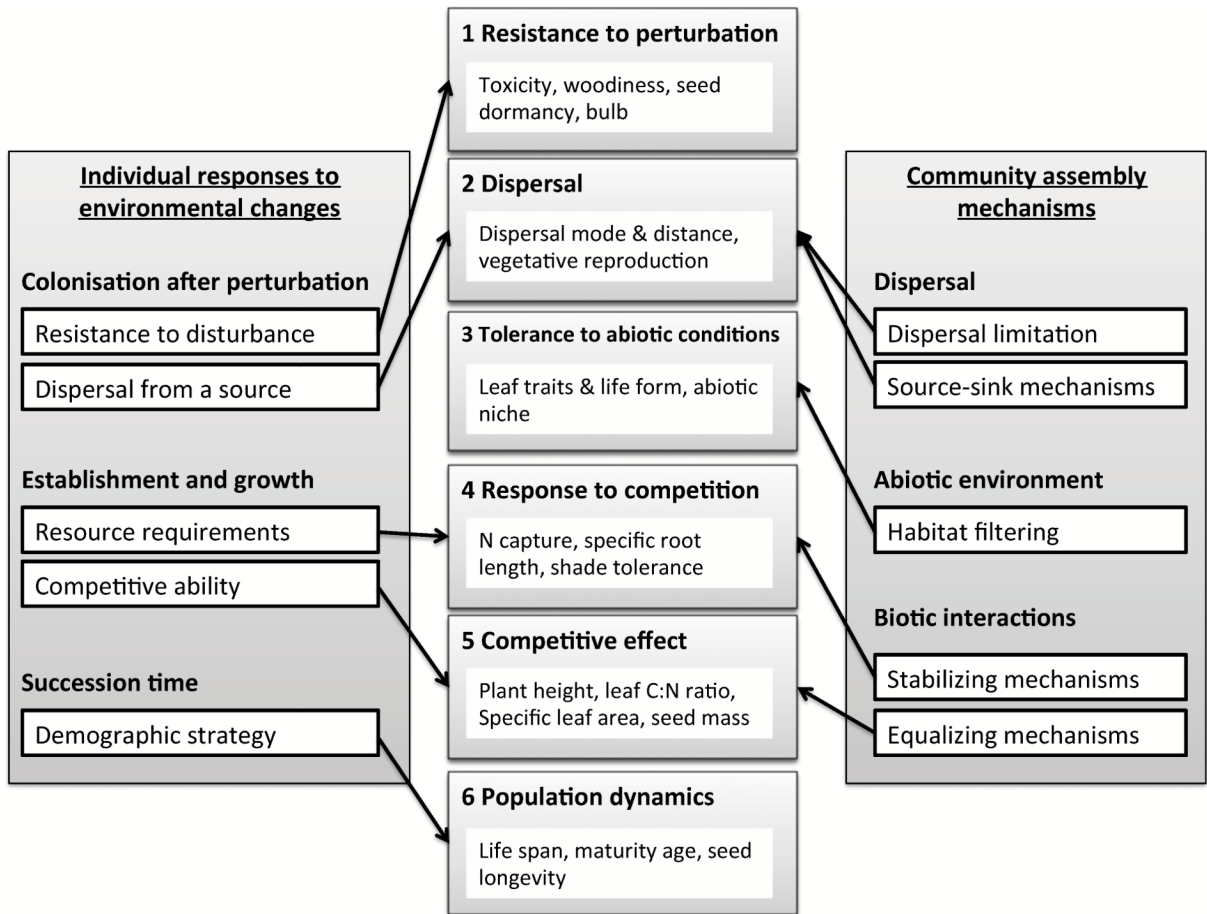 Individual responses to
environmental changes
Colonisation after perturbation
Resistance to disturbance
Dispersal from a source
Establishment and growth
Resource requirements
Competitive ability
Succession time
Demographic strategy
1 Resistance to perturbation
Toxicity, woodiness, seed
dormancy, bulb
2 Dispersal
Dispersal mode & distance,
vegetative reproduction
3 Tolerance to abiotic conditions
Leaf traits & life form, abiotic
niche
4 Response to competition
N capture, specific root
length, shade tolerance
5 Competitive effect
Plant height, leaf C:N ratio,
Specific leaf area, seed mass
6 Population dynamics
Life span, maturity age, seed
longevity
Community assembly
mechanisms
Dispersal
Dispersal limitation
Source-sink mechanisms
Abiotic environment
Habitat filtering
Biotic interactions
Stabilizing mechanisms
Equalizing mechanisms